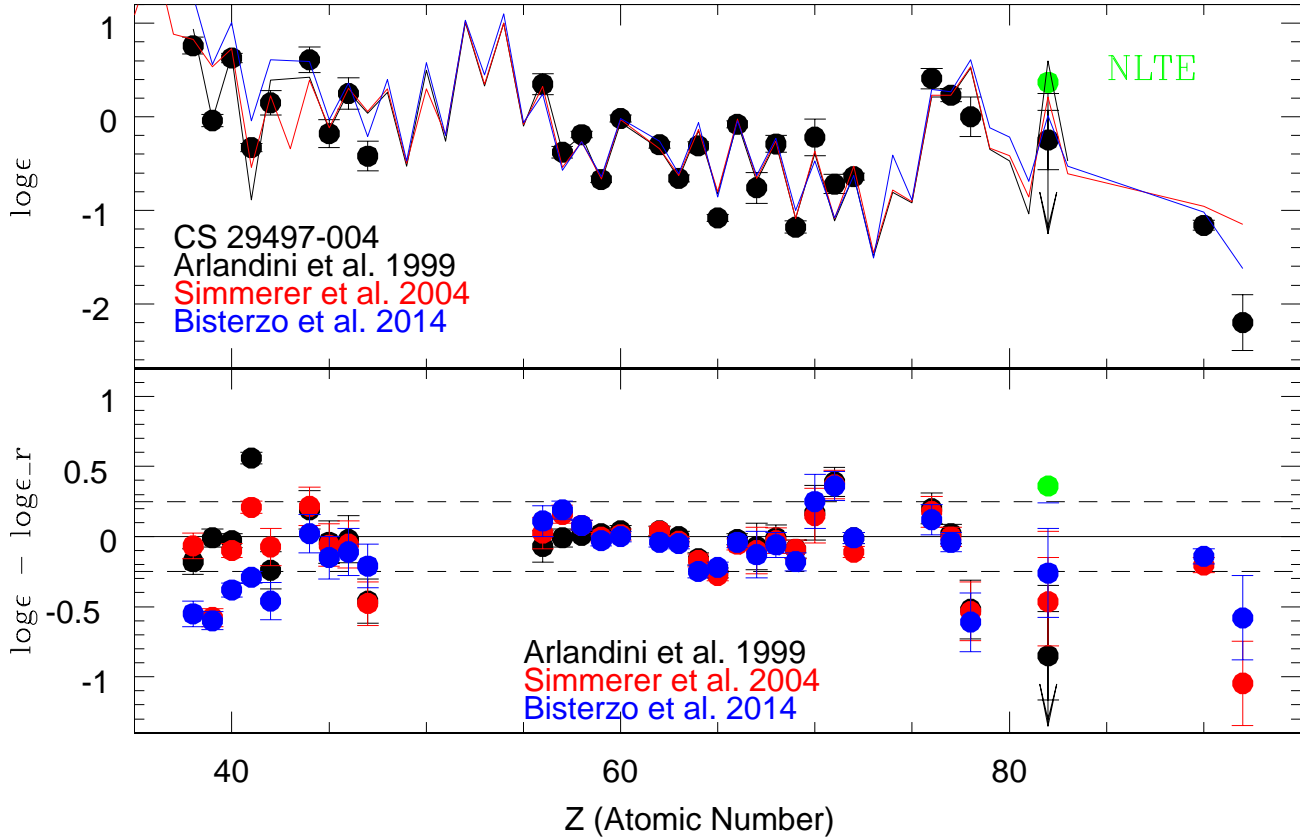 1
0
-1
-2
logϵ
NLTE
CS 29497-004
Arlandini et al. 1999
Simmerer et al. 2004
Bisterzo et al. 2014
1
0.5
0
-0.5
-1
logϵ − logϵ_r
Arlandini et al. 1999
Simmerer et al. 2004
Bisterzo et al. 2014
40 60 80
Z (Atomic Number)